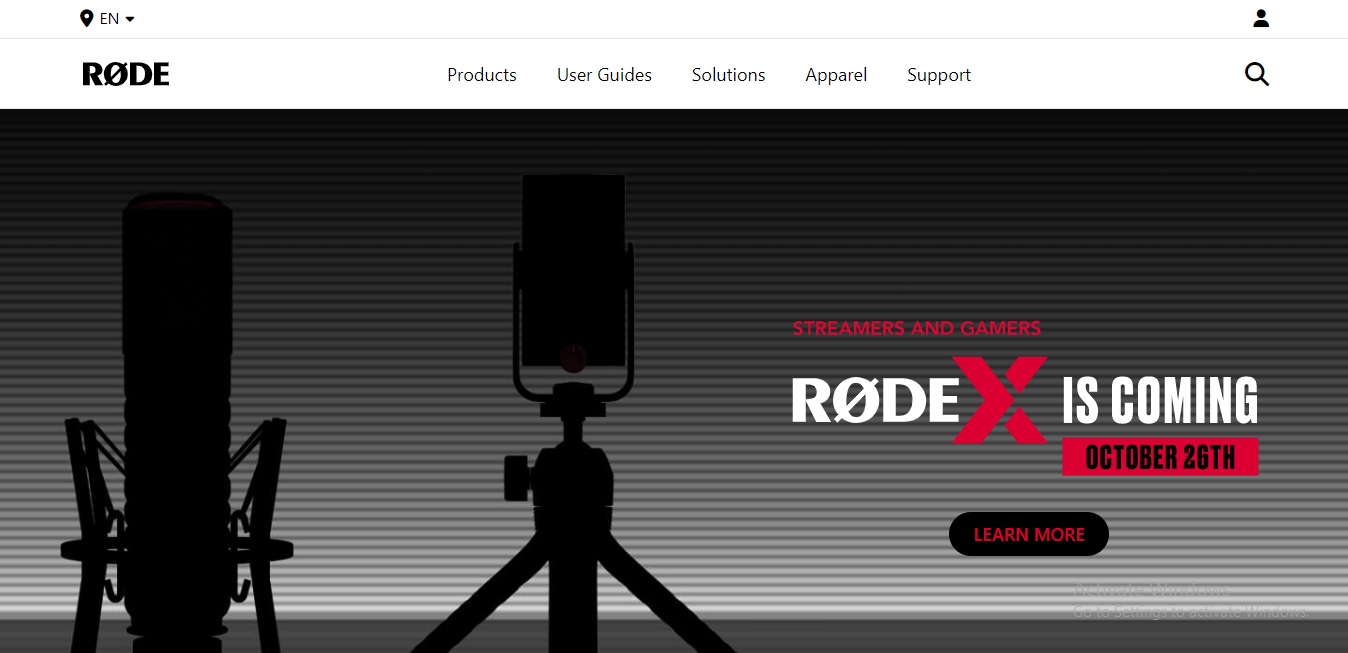 EN
RØDE
Products
User Guides
Solutions
Apparel
Support
STREAMERS AND GAMERS
RØDE X IS COMING
OCTOBER 26TH
LEARN MORE
Activate Windows
Go to Settings to activate Windows.